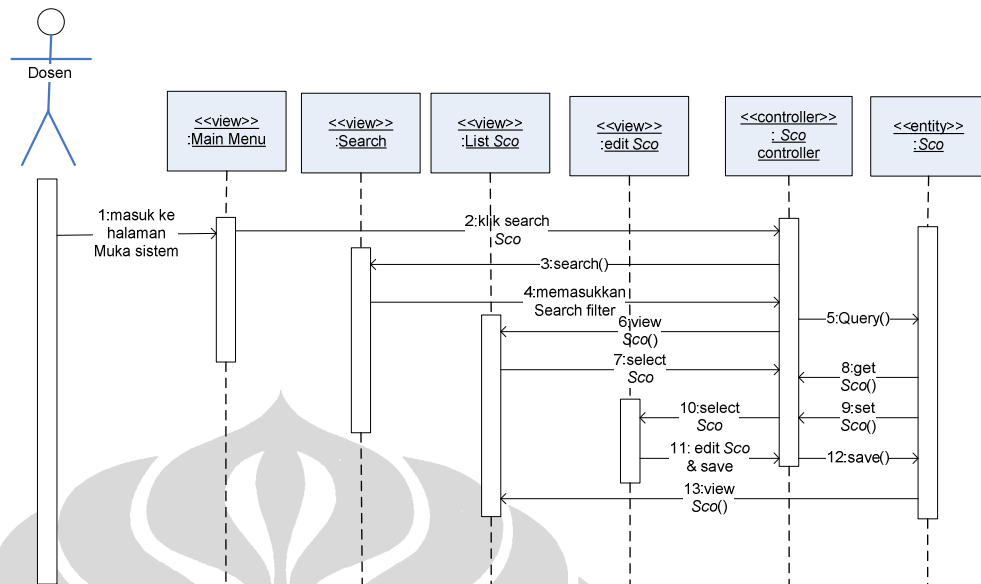 Dosen
<<view>>
:Main Menu
<<view>>
:Search
<<view>>
:List Sco
<<view>>
:edit Sco
<<controller>>
: Sco
controller
<<entity>>
:Sco
1:masuk ke
halaman
Muka sistem
2:klik search
Sco
3:search()
4:memasukkan
Search filter
5:Query()
6:view
Sco()
7:select
Sco
8:get
Sco()
9:set
Sco()
10:select
Sco
11: edit Sco
& save
12:save()
13:view
Sco()